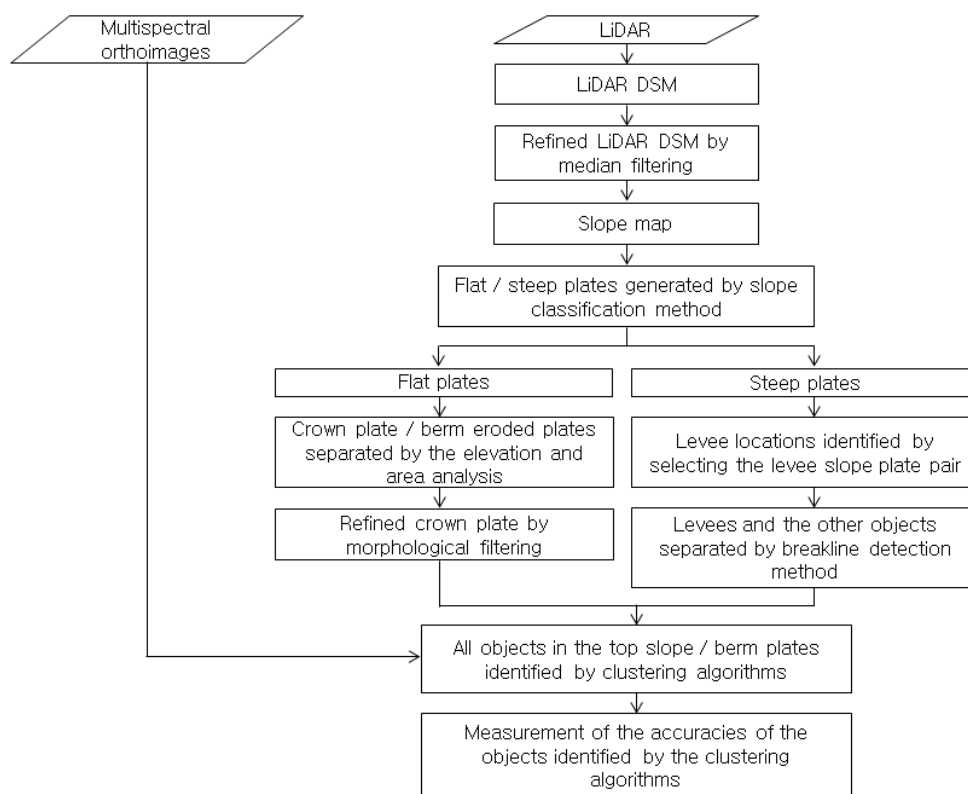 Multispectral
orthoimages
LiDAR
LiDAR DSM
Refined LiDAR DSM by
median filtering
Slope map
Flat / steep plates generated by slope
classification method
Flat plates
Steep plates
Crown plate / berm eroded plates
separated by the elevation and
area analysis
Levee locations identified by
selecting the levee slope plate pair
Refined crown plate by
morphological filtering
Levees and the other objects
separated by breakline detection
method
All objects in the top slope / berm plates
identified by clustering algorithms
Measurement of the accuracies of the
objects identified by the clustering
algorithms